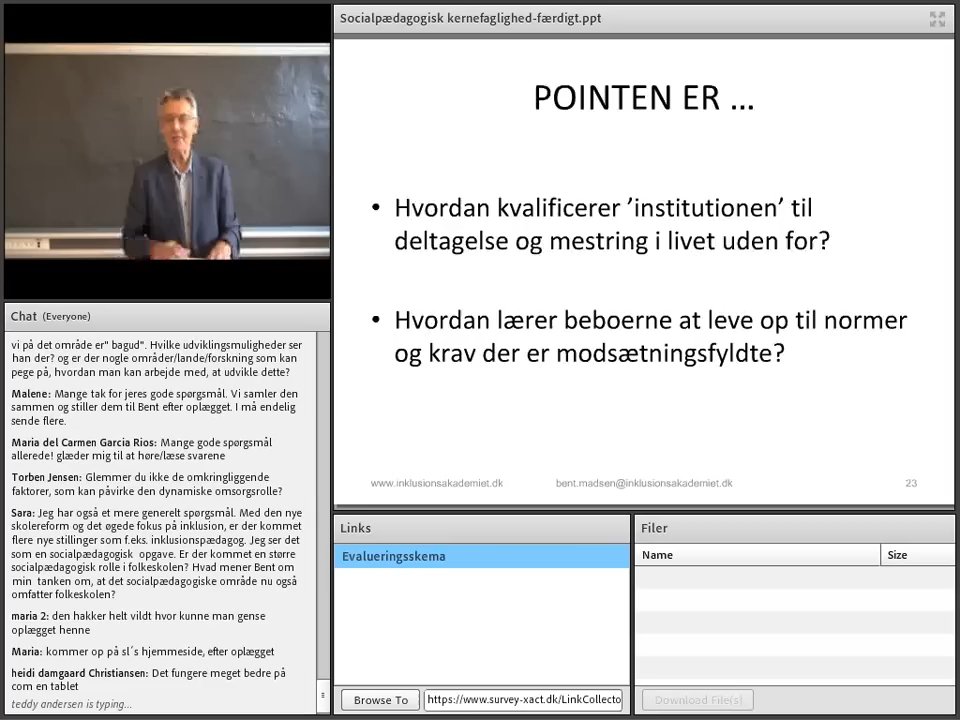 Socialpædagogisk kernefaglighed-færdigt.ppt
POINTEN ER ...
• Hvordan kvalificerer ’institutionen’ til
deltagelse og mestring i livet uden for?
• Hvordan lærer beboerne at leve op til normer
og krav der er modsætningsfyldte?
www.inklusionsakademiet.dk
bent.madsen@inklusionsakademiet.dk
23
Chat (Everyone)
vi på det område er" bagud". Hvilke udviklingsmuligheder ser
han der? og er der nogle områder/lande/forskning som kan
pege på, hvordan man kan arbejde med, at udvikle dette?
Malene: Mange tak for jeres gode spørgsmål. Vi samler den
sammen og stiller dem til Bent efter oplægget. I må endelig
sende flere.
Maria del Carmen Garcia Rios: Mange gode spørgsmål
allerede! glæder mig til at høre/læse svarene
Torben Jensen: Glemmer du ikke de omkringliggende
faktorer, som kan påvirke den dynamiske omsorgsrolle?
Sara: Jeg har også et mere generelt spørgsmål. Med den nye
skolereform og det øgede fokus på inklusion, er der kommet
flere nye stillinger som f.eks. inklusionspædagog. Jeg ser det
som en socialpædagogisk opgave. Er der kommet en større
socialpædagogisk rolle i folkeskolen? Hvad mener Bent om
min tanken om, at det socialpædagogiske område nu også
omfatter folkeskolen?
maria 2: den hakker helt vildt hvor kunne man gense
oplægget henne
Maria: kommer op på sl´s hjemmeside, efter oplægget
heidi damgaard Christiansen: Det fungere meget bedre på
com en tablet
teddy andersen is typing...
Links
Evalueringsskema
Browse To
https://www.survey-xact.dk/LinkCollecto
Filer
Name
Size
Download File(s)